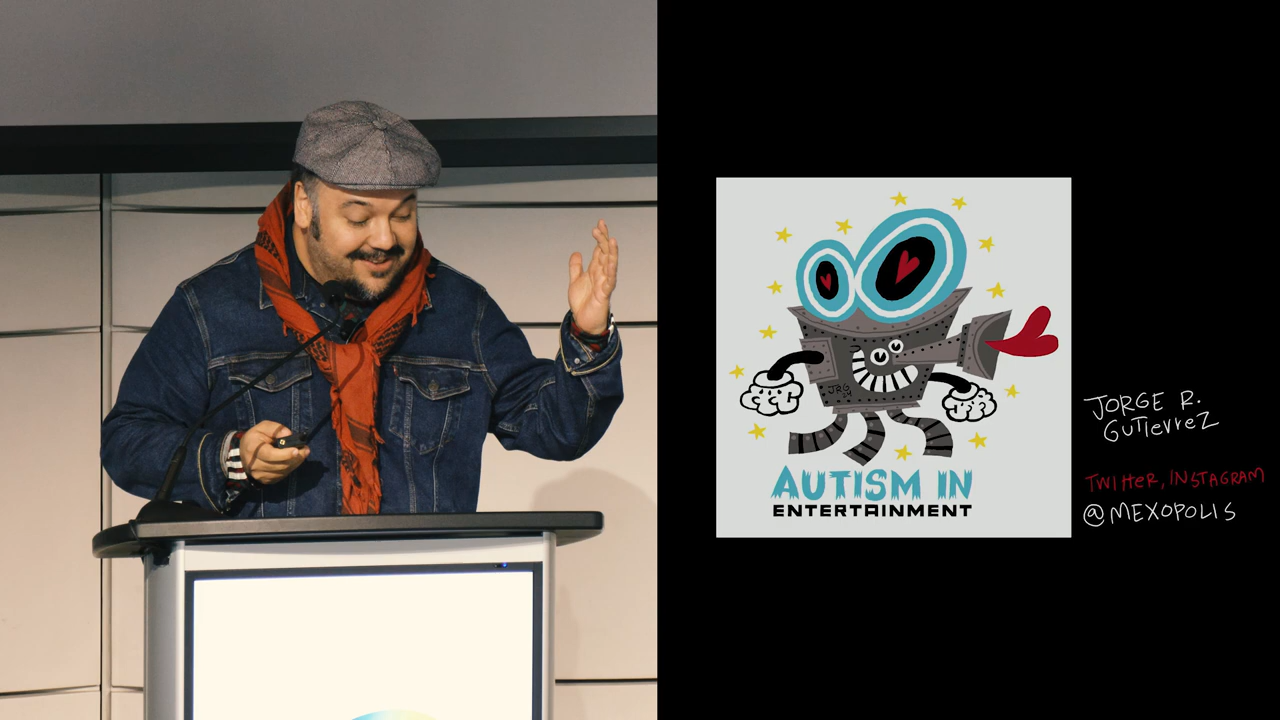 JRG
AUTISM IN
ENTERTAINMENT
JORGE R.
GUTIERREZ
TWITTER, INSTAGRAM
@MEXOPOLIS